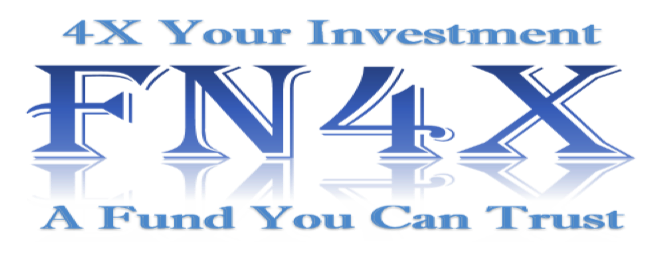 4X Your Investment
FN4X
A Fund You Can Trust